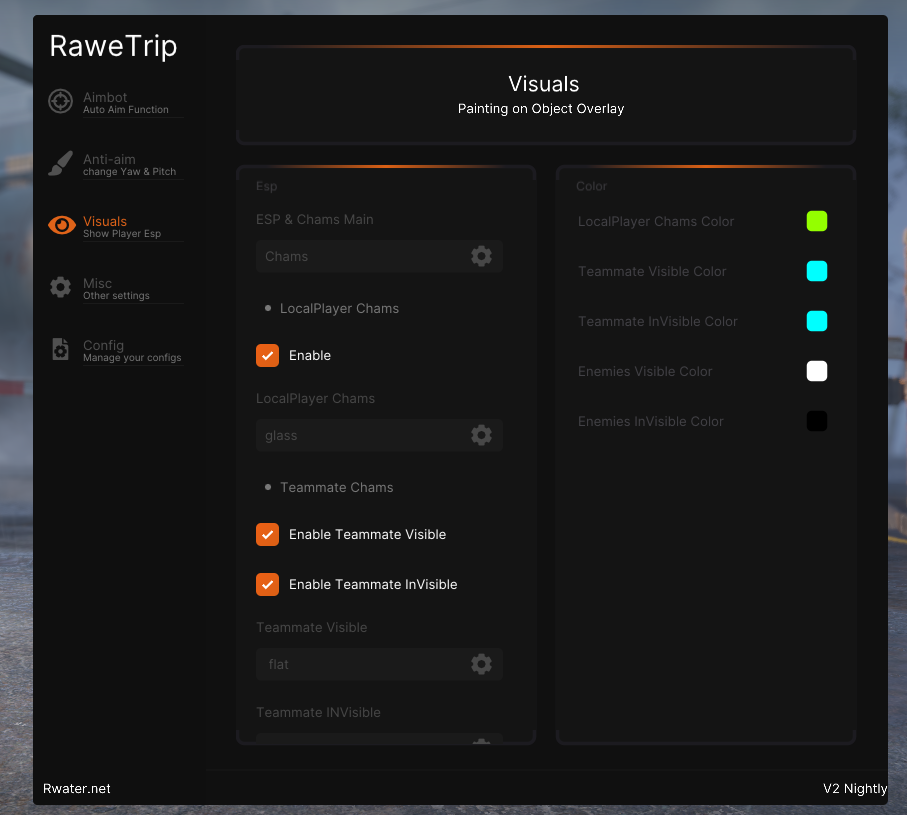 RaweTrip
Aimbot
Auto Aim Function
Anti-aim
change Yaw & Pitch
Visuals
Show Player Esp
Misc
Other settings
Config
Manage your configs
Rwater.net
Visuals
Painting on Object Overlay
Esp
ESP & Chams Main
Chams
• LocalPlayer Chams
Enable
LocalPlayer Chams
glass
• Teammate Chams
Enable Teammate Visible
Enable Teammate InVisible
Teammate Visible
flat
Teammate INVisible
Color
LocalPlayer Chams Color
Teammate Visible Color
Teammate InVisible Color
Enemies Visible Color
Enemies InVisible Color
V2 Nightly